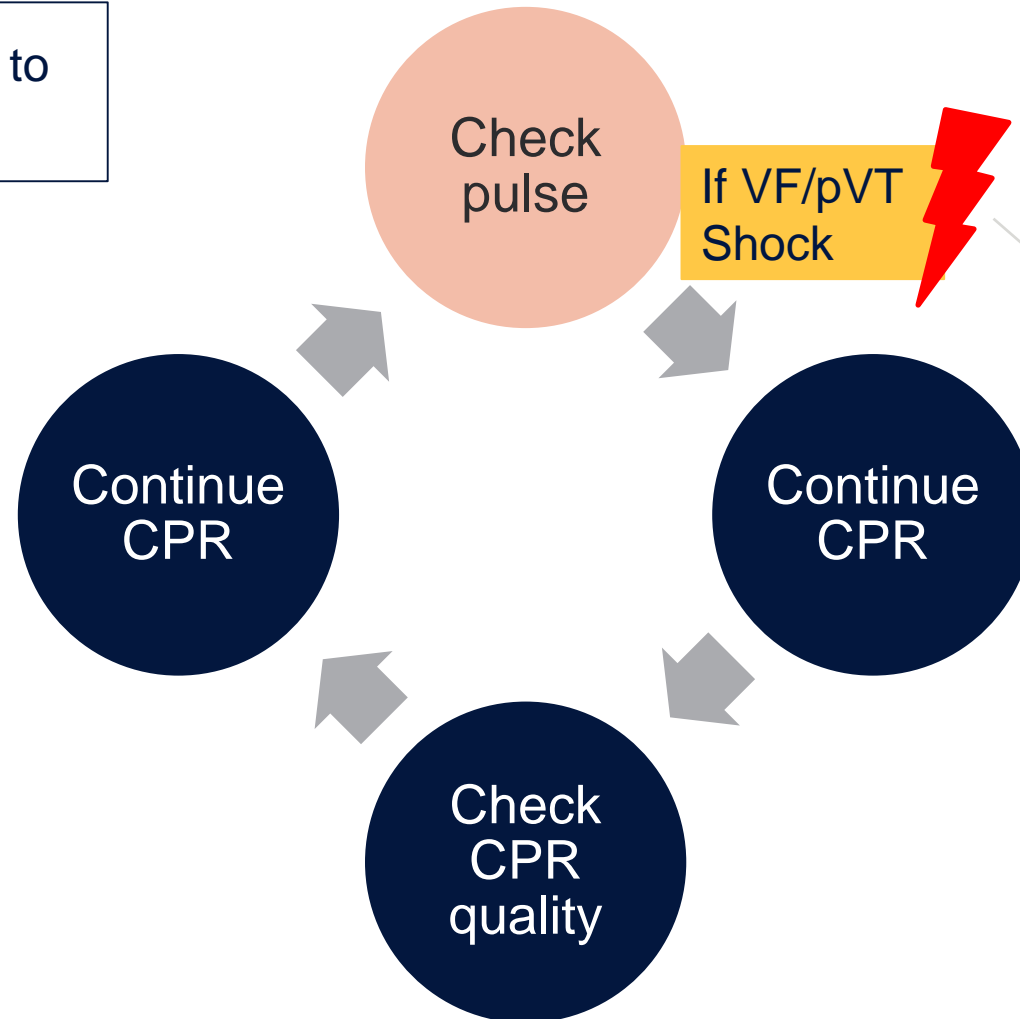 to
Check
pulse
If VF/pVT
Shock
Continue
CPR
Continue
CPR
Check
CPR
quality